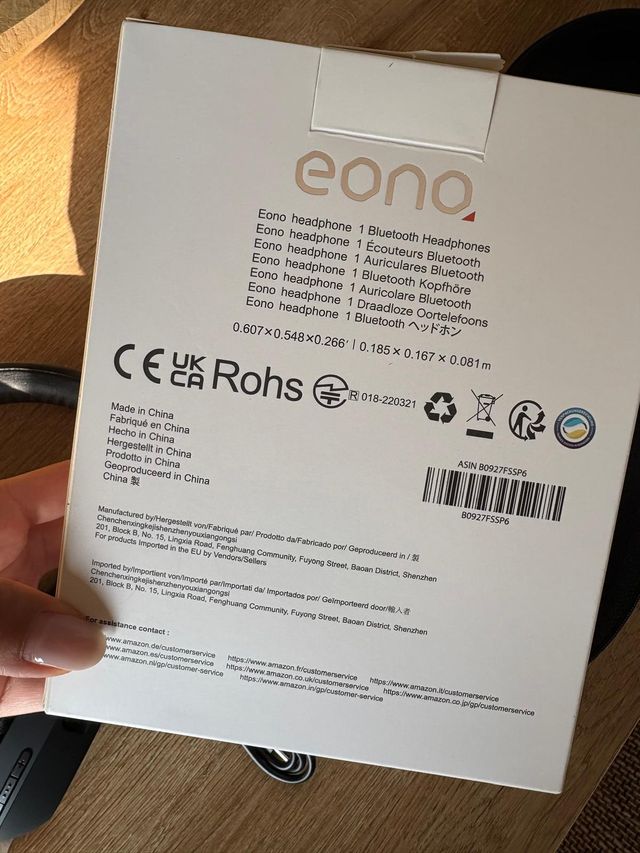 eono
Eono headphone 1 Bluetooth Headphones
Eono headphone 1 Écouteurs Bluetooth
Eono headphone 1 Auriculares Bluetooth
Eono headphone 1 Bluetooth Kopfhöre
Eono headphone 1 Auricolare Bluetooth
Eono headphone 1 Draadloze Oortelefoons
Eono headphone 1 Bluetooth ヘッドホン
0.607×0.548×0.266' | 0.185 × 0.167 × 0.081m
CE UK CA Rohs R 018-220321
Made in China
Fabriqué en China
Hecho in China
Hergestellt in China
Prodotto in China
Geoproduceerd in China
China 製
ASIN B0927FSSP6
B0927FSSP6
Manufactured by/Hergestellt von/Fabriqué par/ Prodotto da/Fabricado por/ Geproduceerd in / 製
Chenchenxingkejishenzhenyouxiangongsi
201, Block B, No. 15, Lingxia Road, Fenghuang Community, Fuyong Street, Baoan District, Shenzhen
For products Imported in the EU by Vendors/Sellers
Imported by/Importient von/Importé par/Importati da/ Importados por/ Geïmporteerd door/輸入者
Chenchenxingkejishenzhenyouxiangongsi
201, Block B, No. 15, Lingxia Road, Fenghuang Community, Fuyong Street, Baoan District, Shenzhen
For assistance contact :
www.amazon.de/customerservice https://www.amazon.fr/customerservice https://www.amazon.it/customerservice
www.amazon.es/customerservice https://www.amazon.co.uk/customerservice https://www.amazon.co.jp/gp/customerservice
www.amazon.nl/gp/customer-service https://www.amazon.in/gp/customer-service